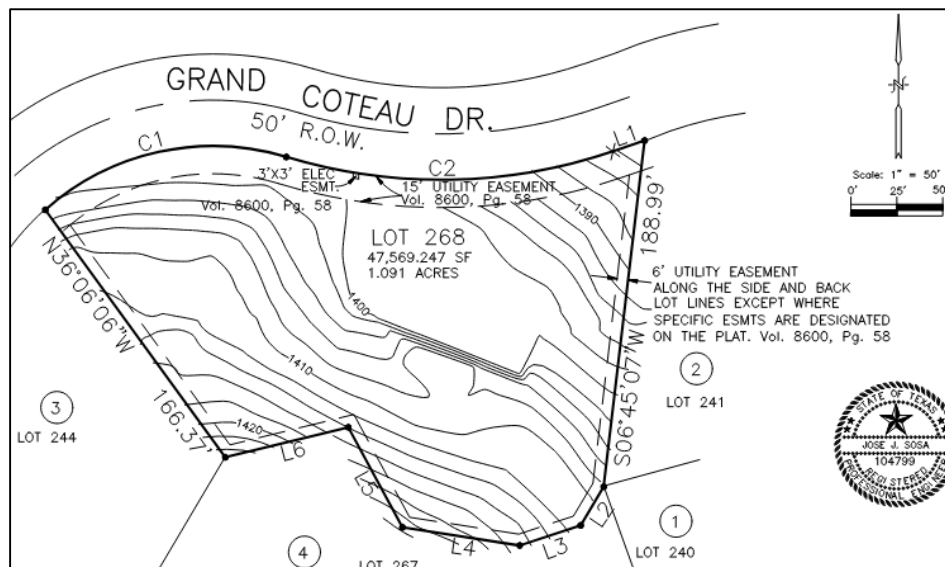 GRAND COTEAU DR.
50' R.O.W.
C1
C2
L1
N
Scale: 1" = 50'
0' 25' 50
3'X3' ELEC
ESMT.
Vol. 8600, Pg. 58
15' UTILITY EASEMENT
Vol. 8600, Pg. 58
LOT 268
47,569.247 SF
1.091 ACRES
1390
1400
1410
1420
188.99'
S06°45'07"W
6' UTILITY EASEMENT
ALONG THE SIDE AND BACK
LOT LINES EXCEPT WHERE
SPECIFIC ESMTS ARE DESIGNATED
ON THE PLAT. Vol. 8600, Pg. 58
N36°06'06"W
166.37'
2
LOT 241
3
LOT 244
L6
L5
L4
L3
L2
1
LOT 240
4
LOT 267
STATE OF TEXAS
JOSE J. SOSA
104799
REGISTERED
PROFESSIONAL ENGINEER